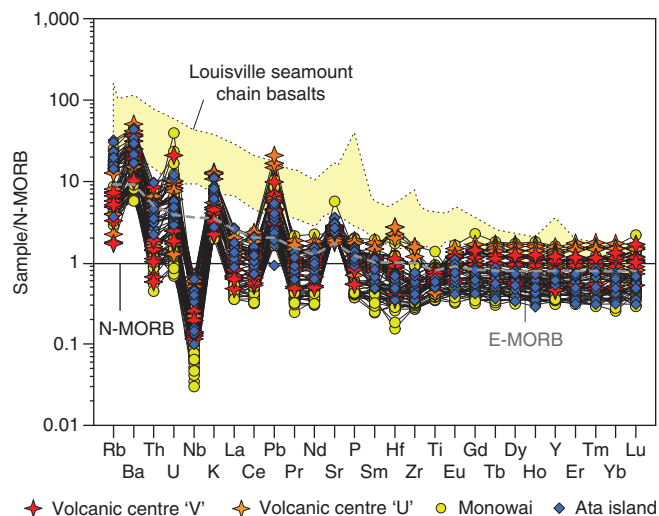 1,000
100
10
1
0.1
0.01
Sample/N-MORB
Louisville seamount
chain basalts
N-MORB
E-MORB
Rb Th Nb La Pb Nd P Hf Ti Gd Dy Y Tm Lu
Ba U K Ce Pr Sr Sm Zr Eu Tb Ho Er Yb
Volcanic centre 'V' Volcanic centre 'U' Monowai Ata island